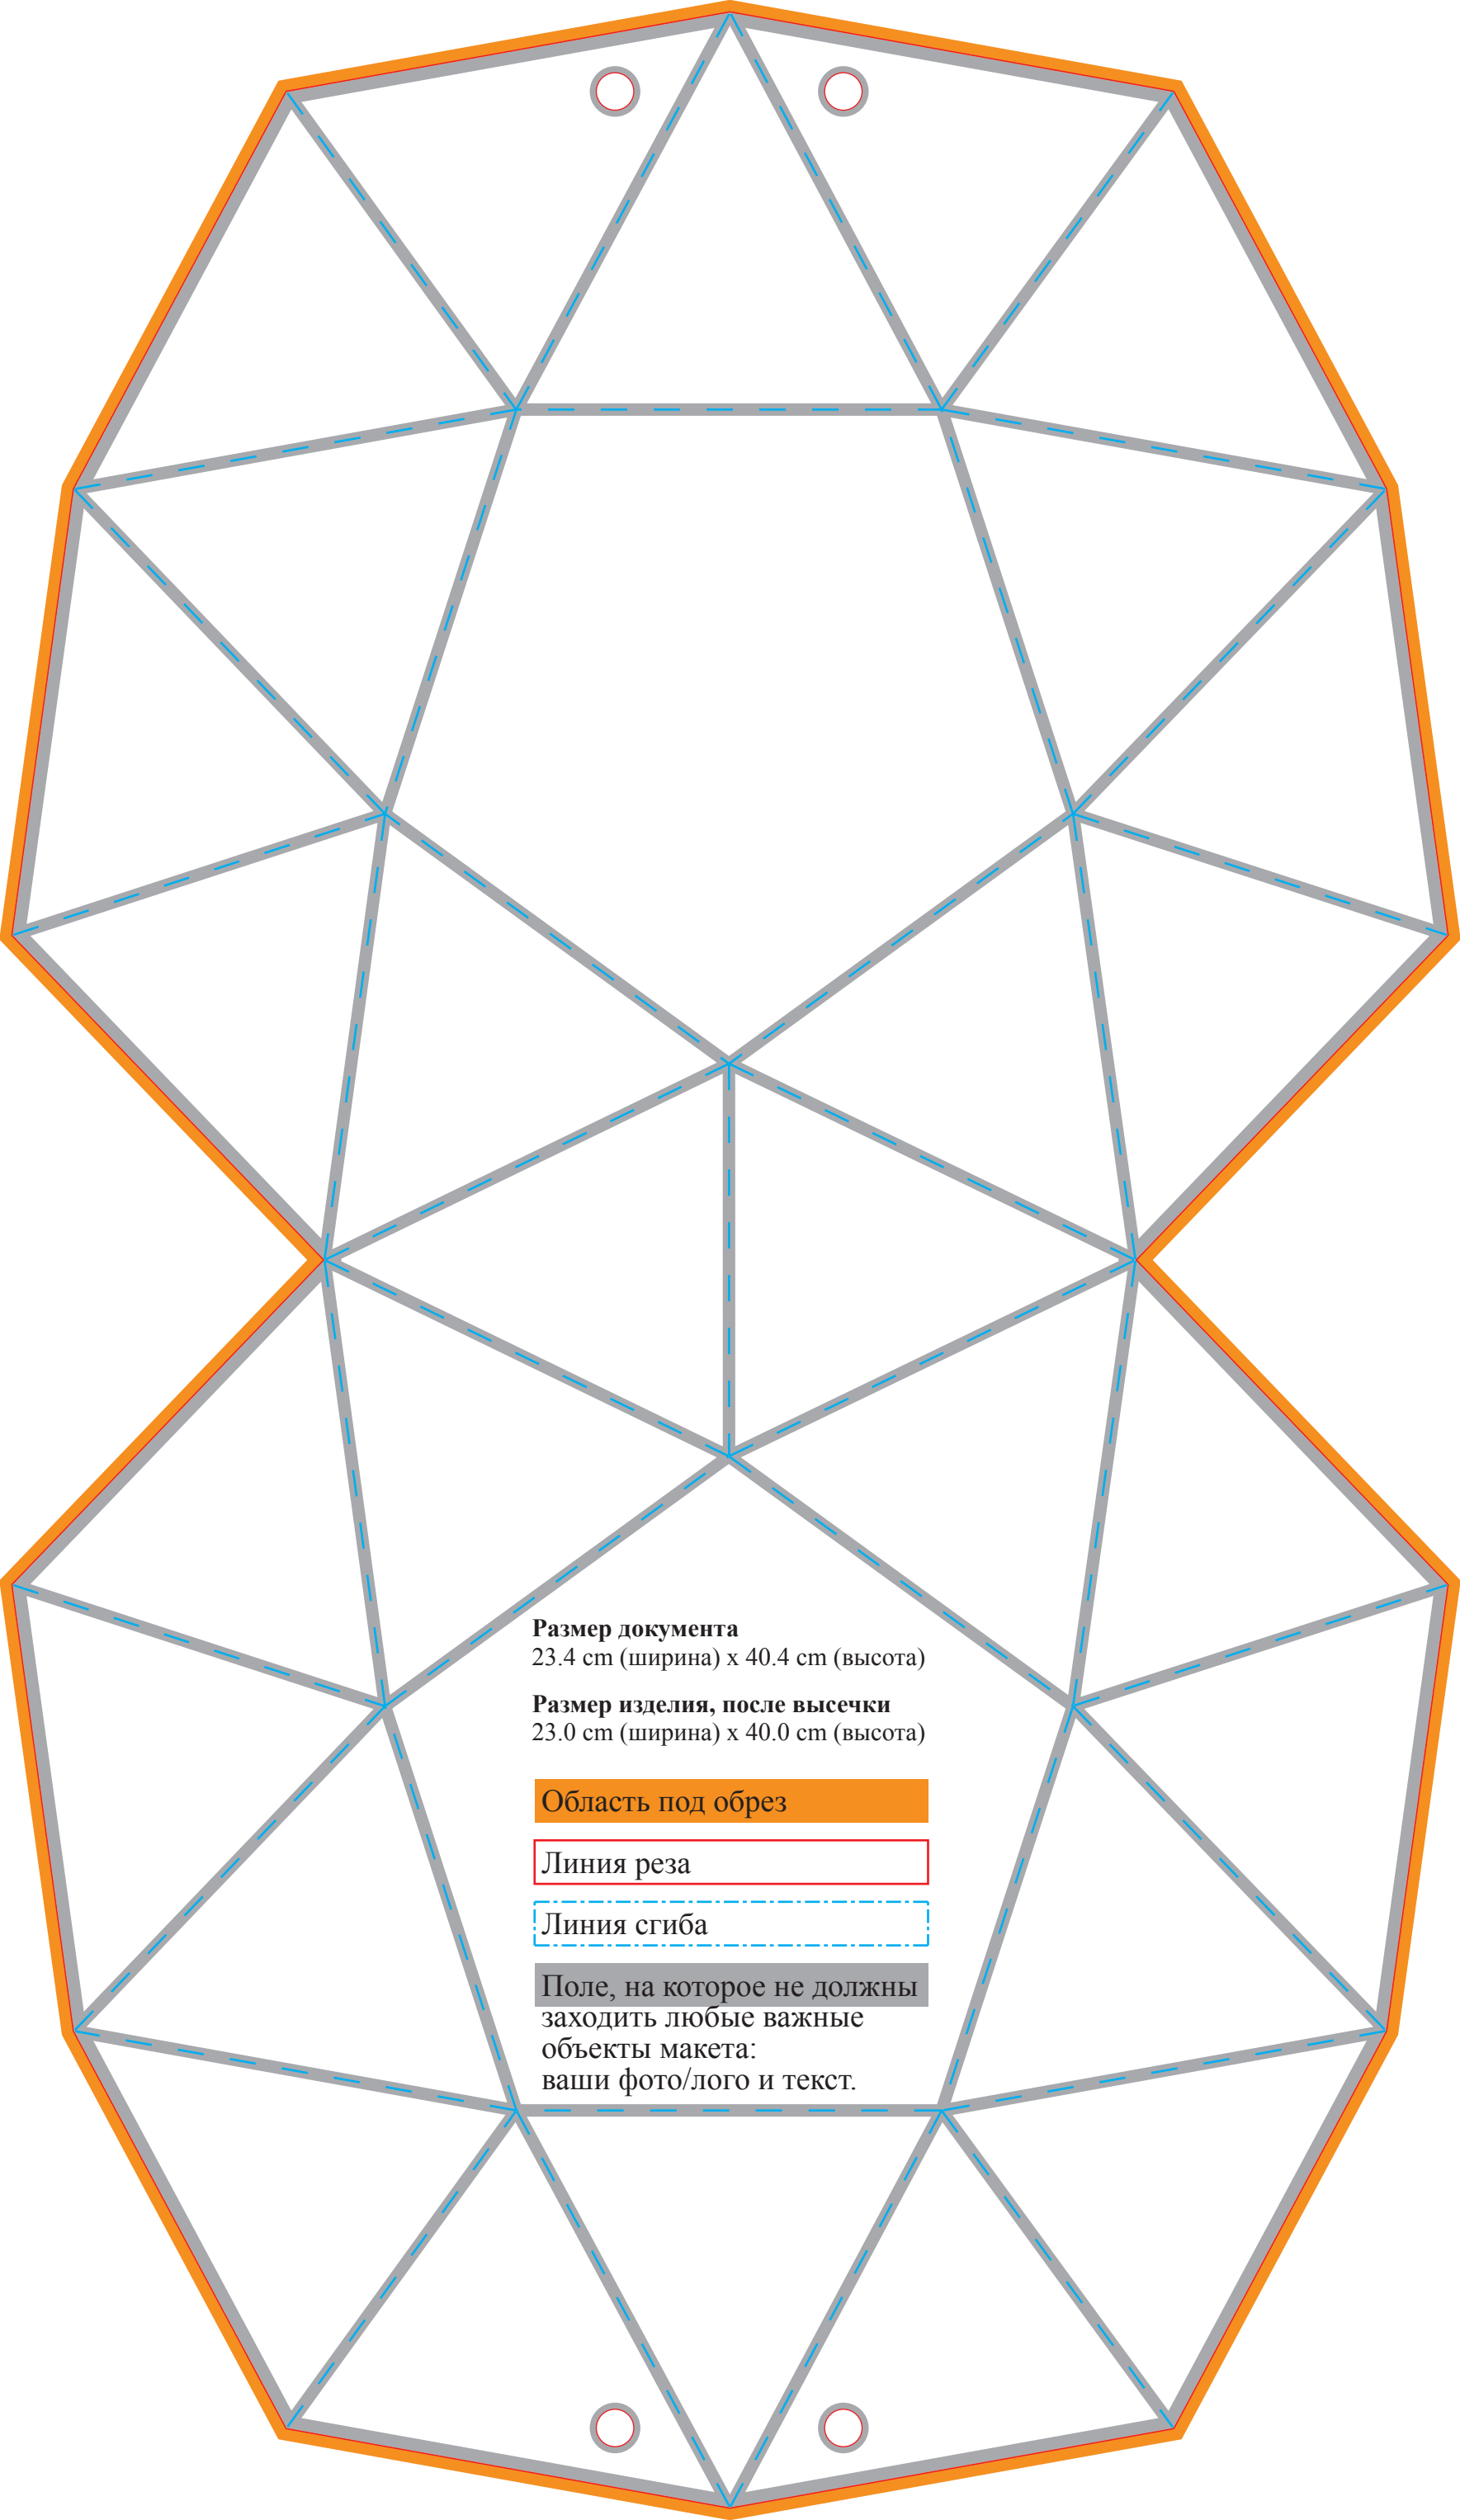 Размер документа
23.4 cm (ширина) x 40.4 cm (высота)
Размер изделия, после высечки
23.0 cm (ширина) x 40.0 cm (высота)
Область под обрез
Линия реза
Линия сгиба
Поле, на которое не должны
заходить любые важные
объекты макета:
ваши фото/лого и текст.